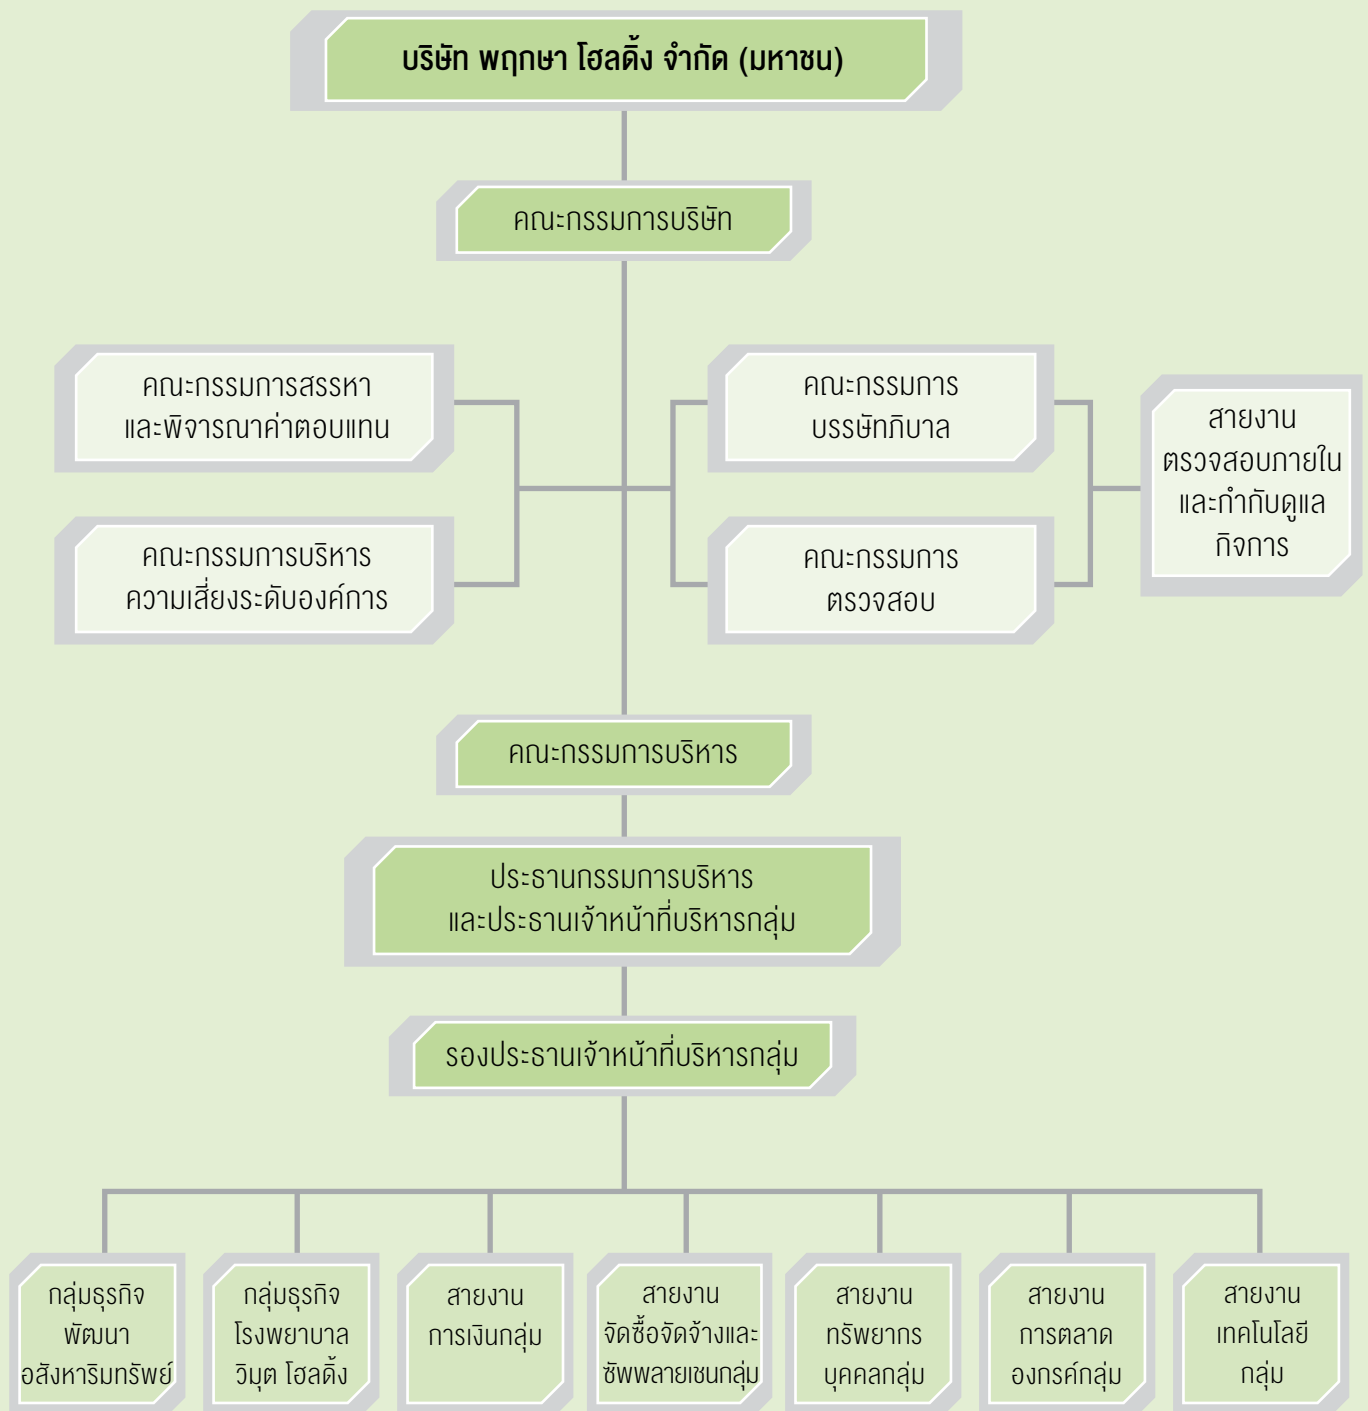 บริษัท พฤกษา โฮลดิ้ง จำกัด (มหาชน)
คณะกรรมการบริษัท
คณะกรรมการสรรหา
และพิจารณาค่าตอบแทน
คณะกรรมการ
บรรษัทภิบาล
สายงาน
ตรวจสอบภายใน
และกำกับดูแล
กิจการ
คณะกรรมการบริหาร
ความเสี่ยงระดับองค์การ
คณะกรรมการ
ตรวจสอบ
คณะกรรมการบริหาร
ประธานกรรมการบริหาร
และประธานเจ้าหน้าที่บริหารกลุ่ม
รองประธานเจ้าหน้าที่บริหารกลุ่ม
กลุ่มธุรกิจ
พัฒนา
อสังหาริมทรัพย์
กลุ่มธุรกิจ
โรงพยาบาล
วิมุต โฮลดิ้ง
สายงาน
การเงินกลุ่ม
สายงาน
จัดซื้อจัดจ้างและ
ซัพพลายเชนกลุ่ม
สายงาน
ทรัพยากร
บุคคลกลุ่ม
สายงาน
การตลาด
องกรค์กลุ่ม
สายงาน
เทคโนโลยี
กลุ่ม